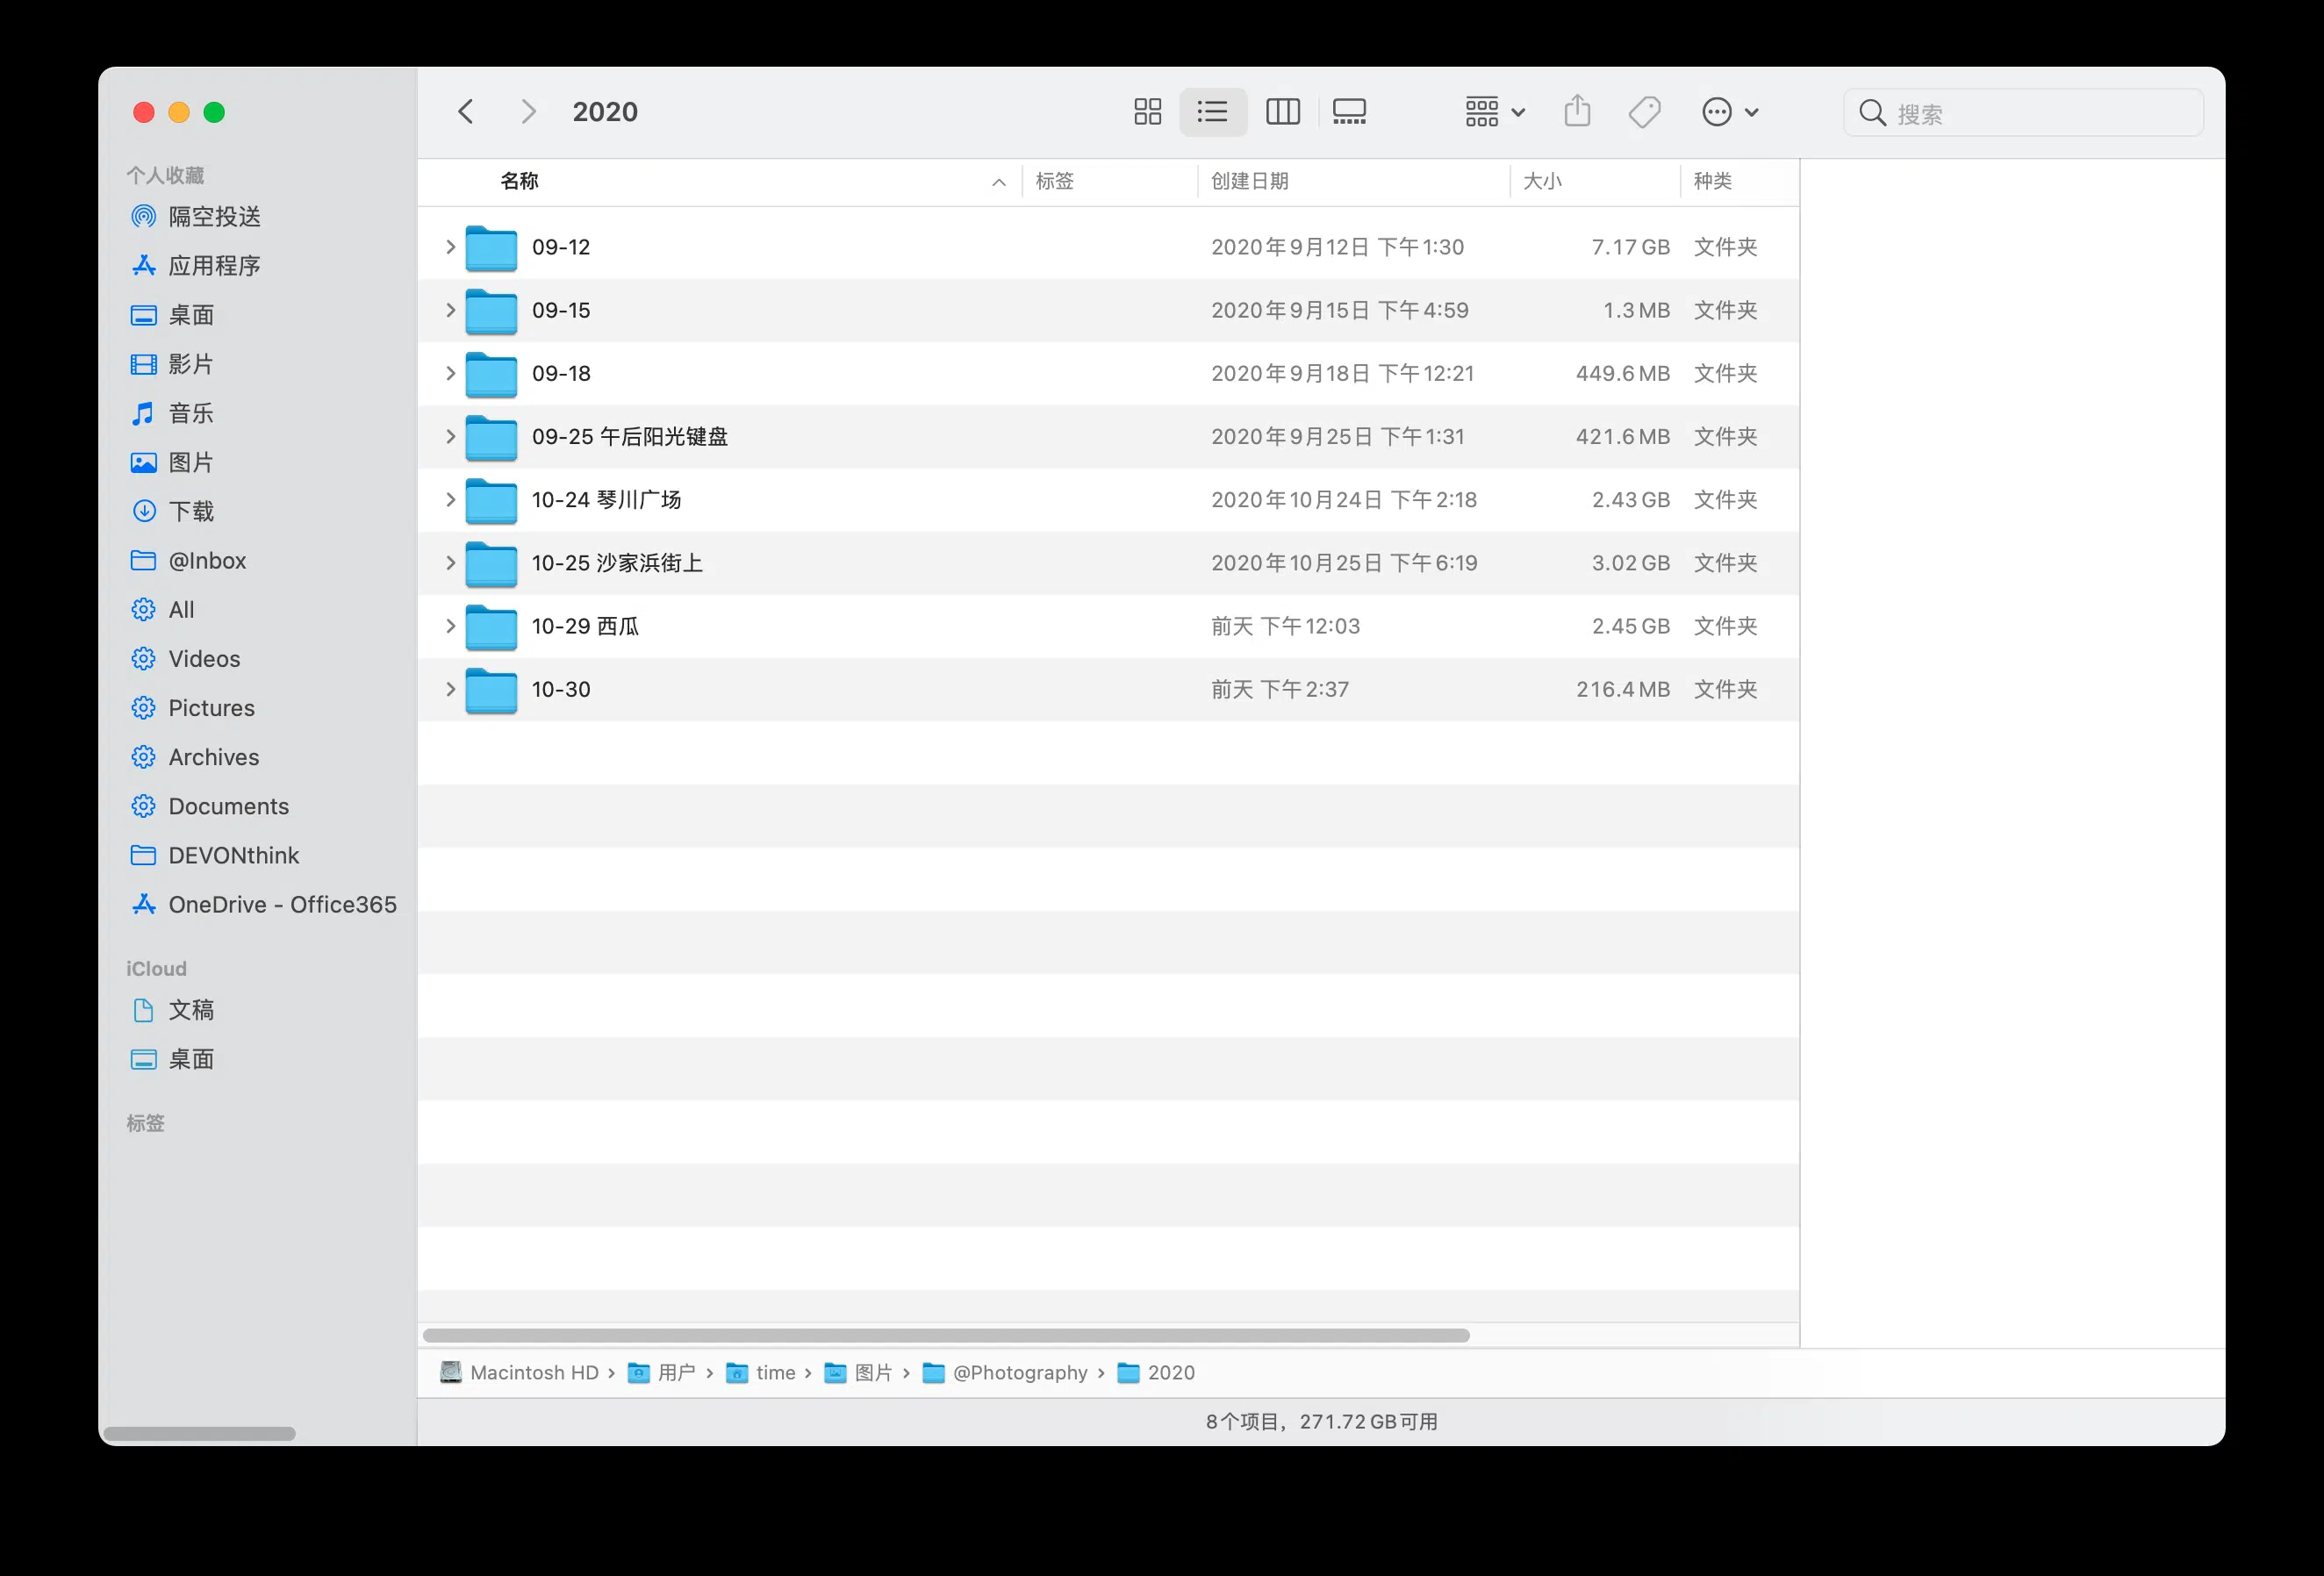 2020
搜索
个人收藏
隔空投送
应用程序
桌面
影片
音乐
图片
下载
@Inbox
All
Videos
Pictures
Archives
Documents
DEVONthink
OneDrive - Office365
iCloud
文稿
桌面
标签
名称 标签 创建日期 大小 种类
09-12 2020年9月12日 下午1:30 7.17 GB 文件夹
09-15 2020年9月15日 下午4:59 1.3 MB 文件夹
09-18 2020年9月18日 下午12:21 449.6 MB 文件夹
09-25 午后阳光键盘 2020年9月25日 下午1:31 421.6 MB 文件夹
10-24 琴川广场 2020年10月24日 下午2:18 2.43 GB 文件夹
10-25 沙家浜街上 2020年10月25日 下午6:19 3.02 GB 文件夹
10-29 西瓜 前天 下午12:03 2.45 GB 文件夹
10-30 前天 下午2:37 216.4 MB 文件夹
Macintosh HD › 用户 › time › 图片 › @Photography › 2020
8个项目，271.72 GB可用